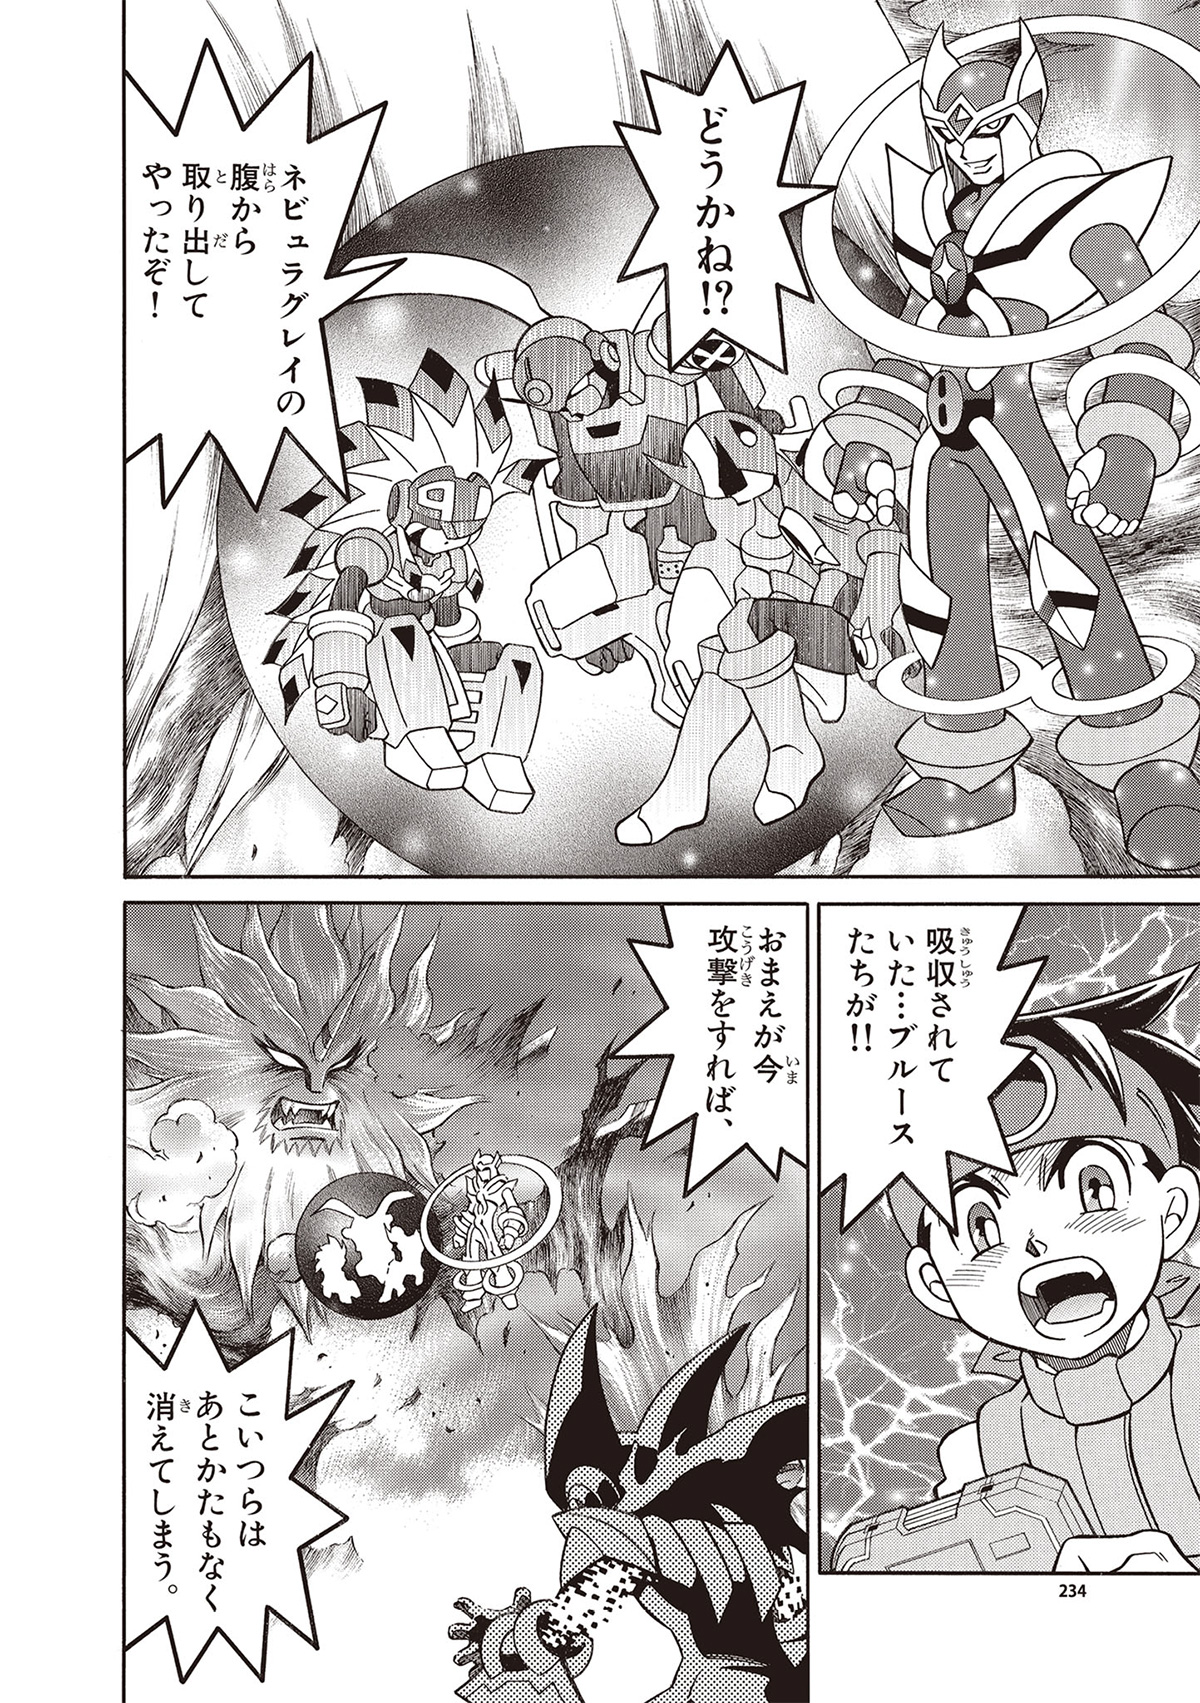 どうかね!?
ネビュラグレイの
腹から
取り出して
やったぞ！
吸収されて
いた…ブルース
たちが!!
おまえが今
攻撃をすれば、
こいつらは
あとかたもなく
消えてしまう。
234